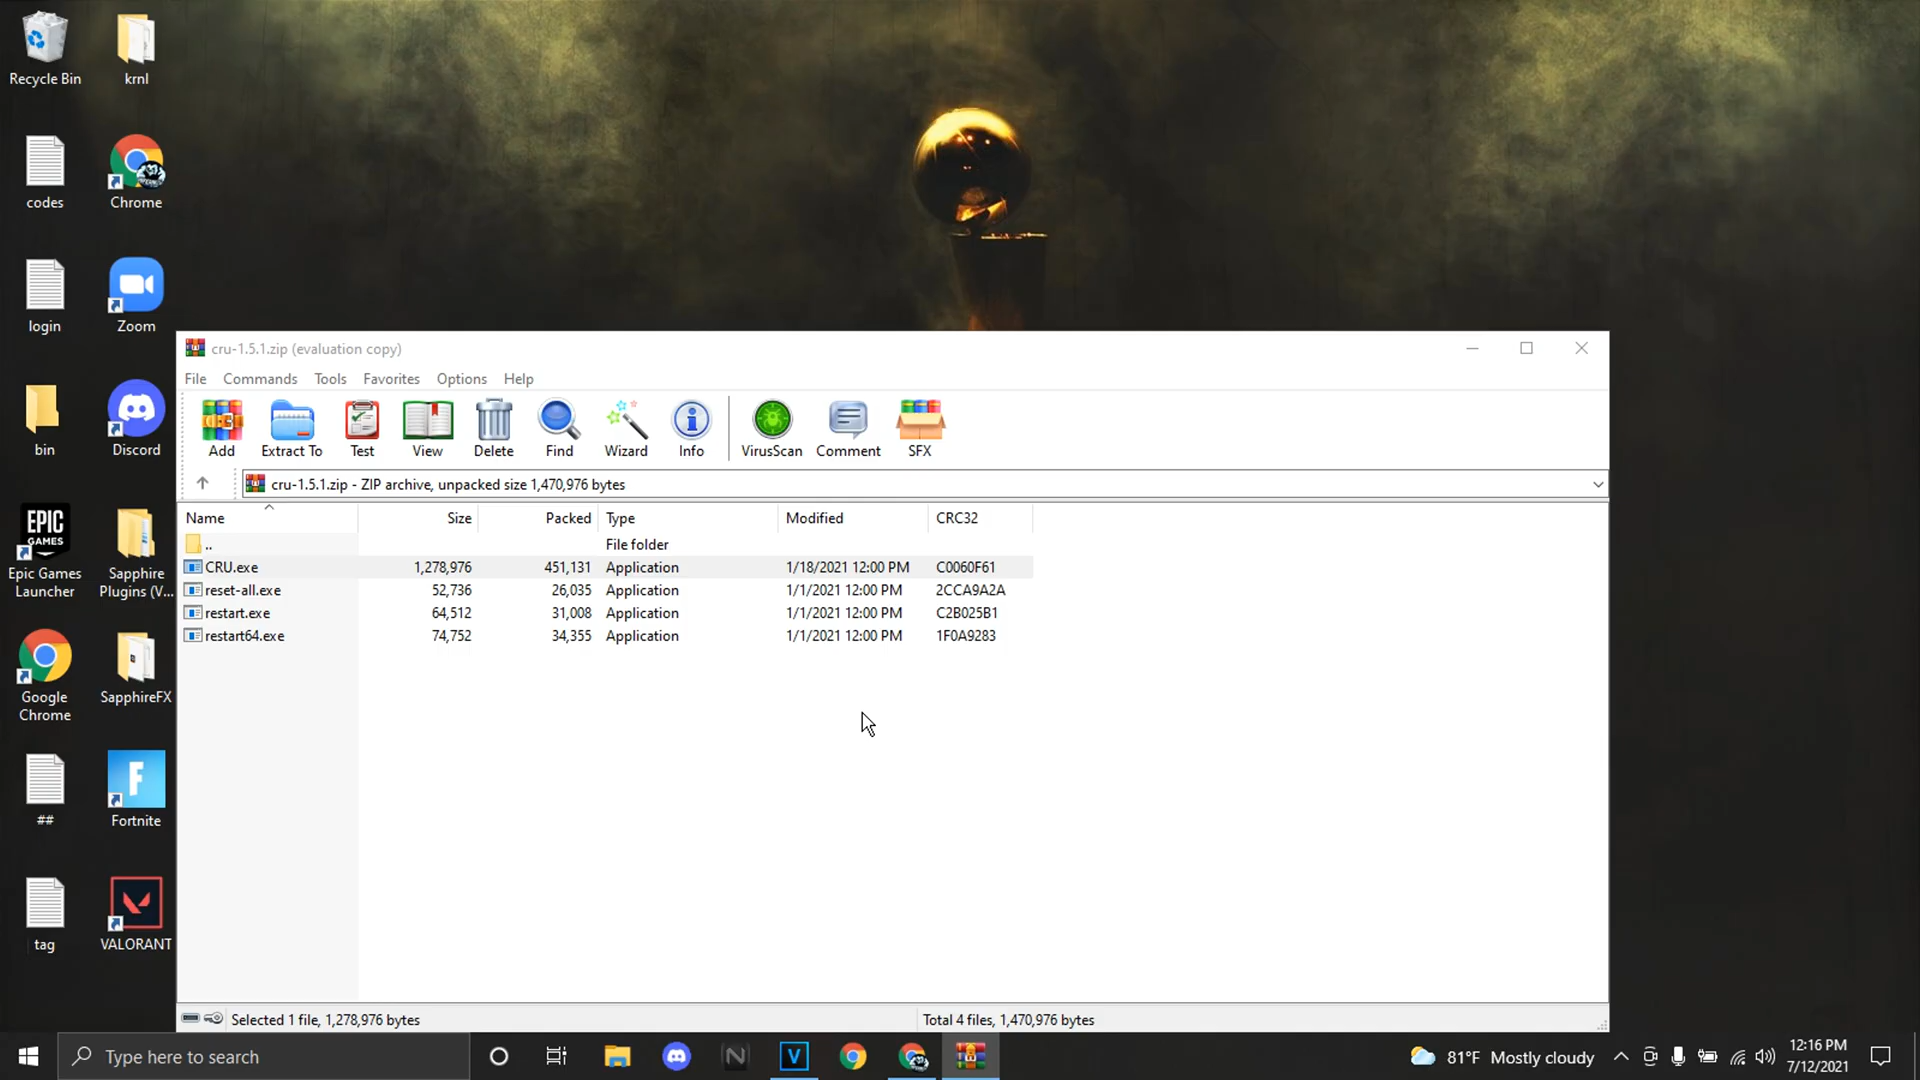 Recycle Bin
krnl
codes
Chrome
login
Zoom
bin
Discord
EPIC
GAMES
Epic Games
Launcher
Sapphire
Plugins (V...
Google
Chrome
SapphireFX
##
Fortnite
tag
VALORANT
cru-1.5.1.zip (evaluation copy)
File Commands Tools Favorites Options Help
Add Extract To Test View Delete Find Wizard Info VirusScan Comment SFX
cru-1.5.1.zip - ZIP archive, unpacked size 1,470,976 bytes
Name Size Packed Type Modified CRC32
.. File folder
CRU.exe 1,278,976 451,131 Application 1/18/2021 12:00 PM C0060F61
reset-all.exe 52,736 26,035 Application 1/1/2021 12:00 PM 2CCA9A2A
restart.exe 64,512 31,008 Application 1/1/2021 12:00 PM C2B025B1
restart64.exe 74,752 34,355 Application 1/1/2021 12:00 PM 1F0A9283
Selected 1 file, 1,278,976 bytes
Total 4 files, 1,470,976 bytes
Type here to search
81°F Mostly cloudy
12:16 PM
7/12/2021